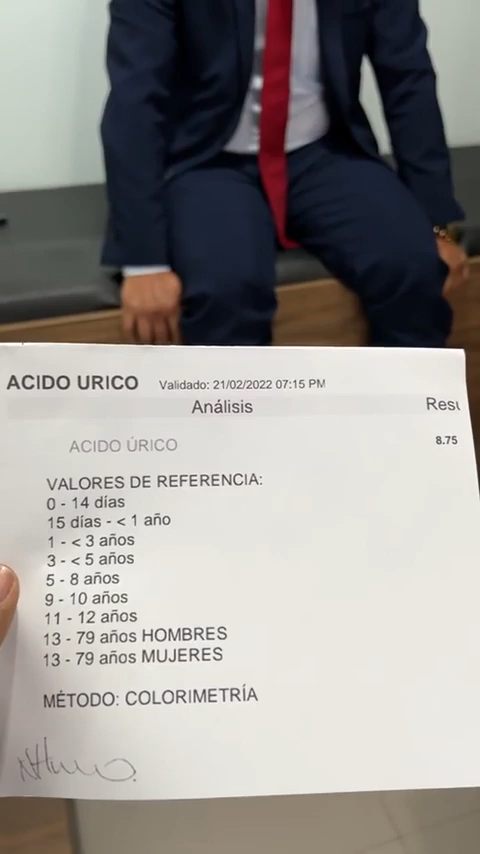 ACIDO URICO Validado: 21/02/2022 07:15 PM
Análisis
ACIDO ÚRICO 8.75
VALORES DE REFERENCIA:
0 - 14 días
15 días - < 1 año
1 - < 3 años
3 - < 5 años
5 - 8 años
9 - 10 años
11 - 12 años
13 - 79 años HOMBRES
13 - 79 años MUJERES
MÉTODO: COLORIMETRÍA